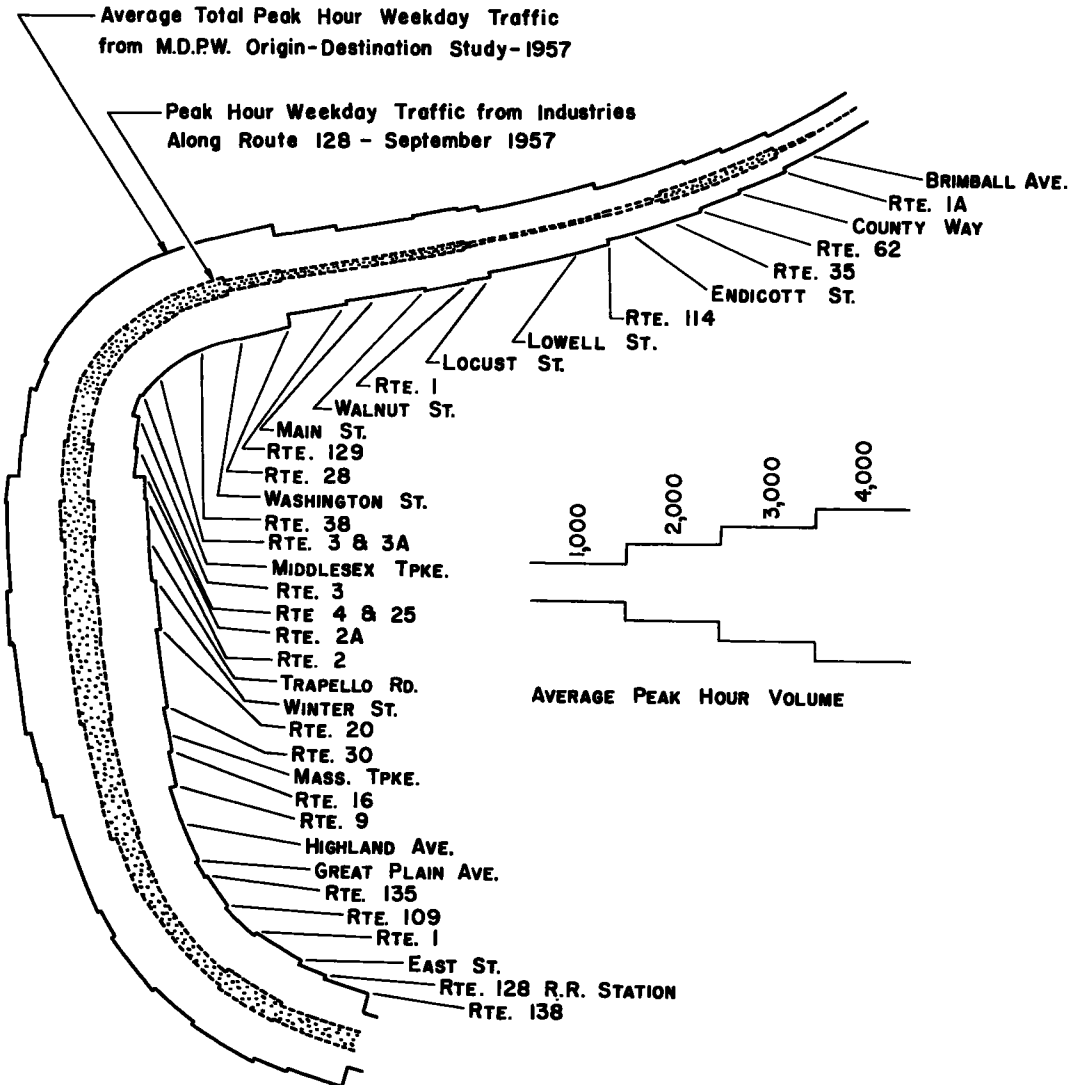 Average Total Peak Hour Weekday Traffic
from M.D.P.W. Origin-Destination Study-1957
Peak Hour Weekday Traffic from Industries
Along Route 128 - September 1957
BRIMBALL AVE.
RTE. 1A
COUNTY WAY
RTE. 62
RTE. 35
ENDICOTT ST.
RTE. 114
LOWELL ST.
LOCUST ST.
RTE. 1
WALNUT ST.
MAIN ST.
RTE. 129
RTE. 28
WASHINGTON ST.
RTE. 38
RTE. 3 & 3A
MIDDLESEX TPKE.
RTE. 3
RTE 4 & 25
RTE. 2A
RTE. 2
TRAPELLO RD.
WINTER ST.
RTE. 20
RTE. 30
MASS. TPKE.
RTE. 16
RTE. 9
HIGHLAND AVE.
GREAT PLAIN AVE.
RTE. 135
RTE. 109
RTE. 1
EAST ST.
RTE. 128 R.R. STATION
RTE. 138
1,000
2,000
3,000
4,000
AVERAGE PEAK HOUR VOLUME